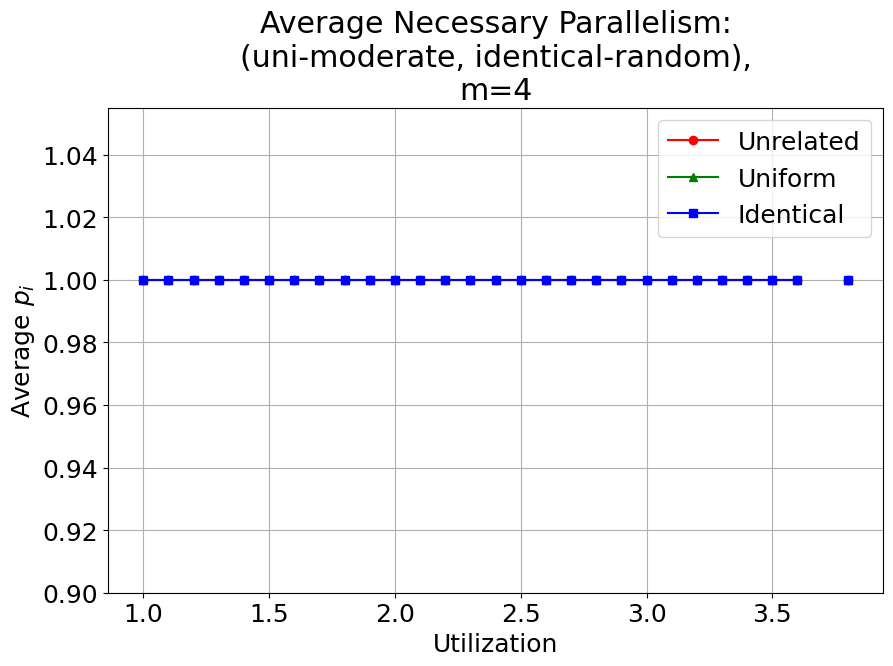 Average Necessary Parallelism:
(uni-moderate, identical-random),
m=4
Unrelated
Uniform
Identical
1.04
1.02
1.00
0.98
0.96
0.94
0.92
0.90
Average p_i
1.0 1.5 2.0 2.5 3.0 3.5
Utilization